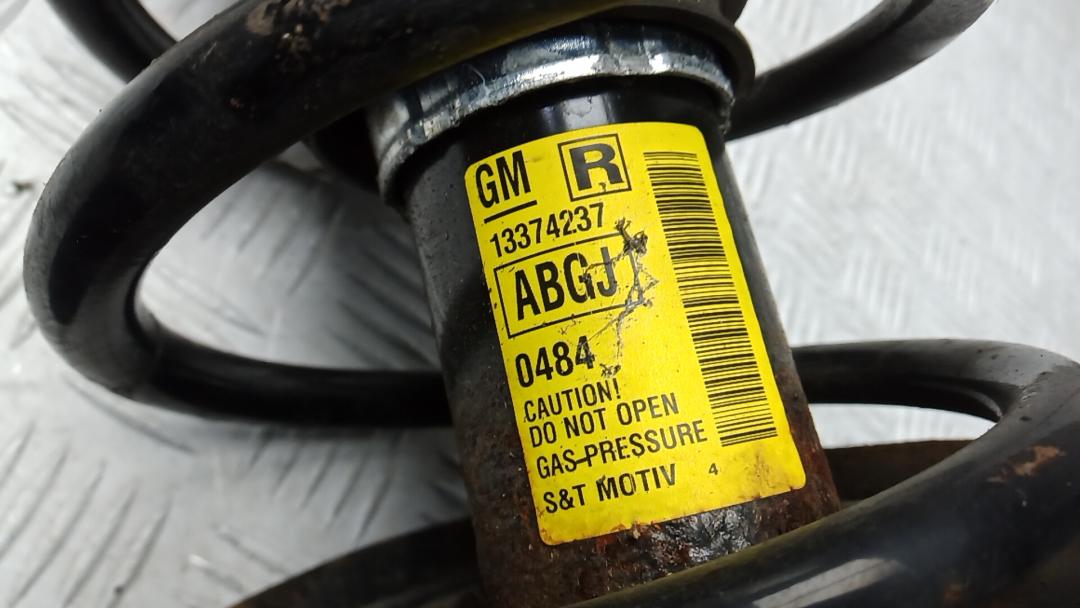 GM R
13374237
ABGJ
0484
CAUTION!
DO NOT OPEN
GAS-PRESSURE
S&T MOTIV 4